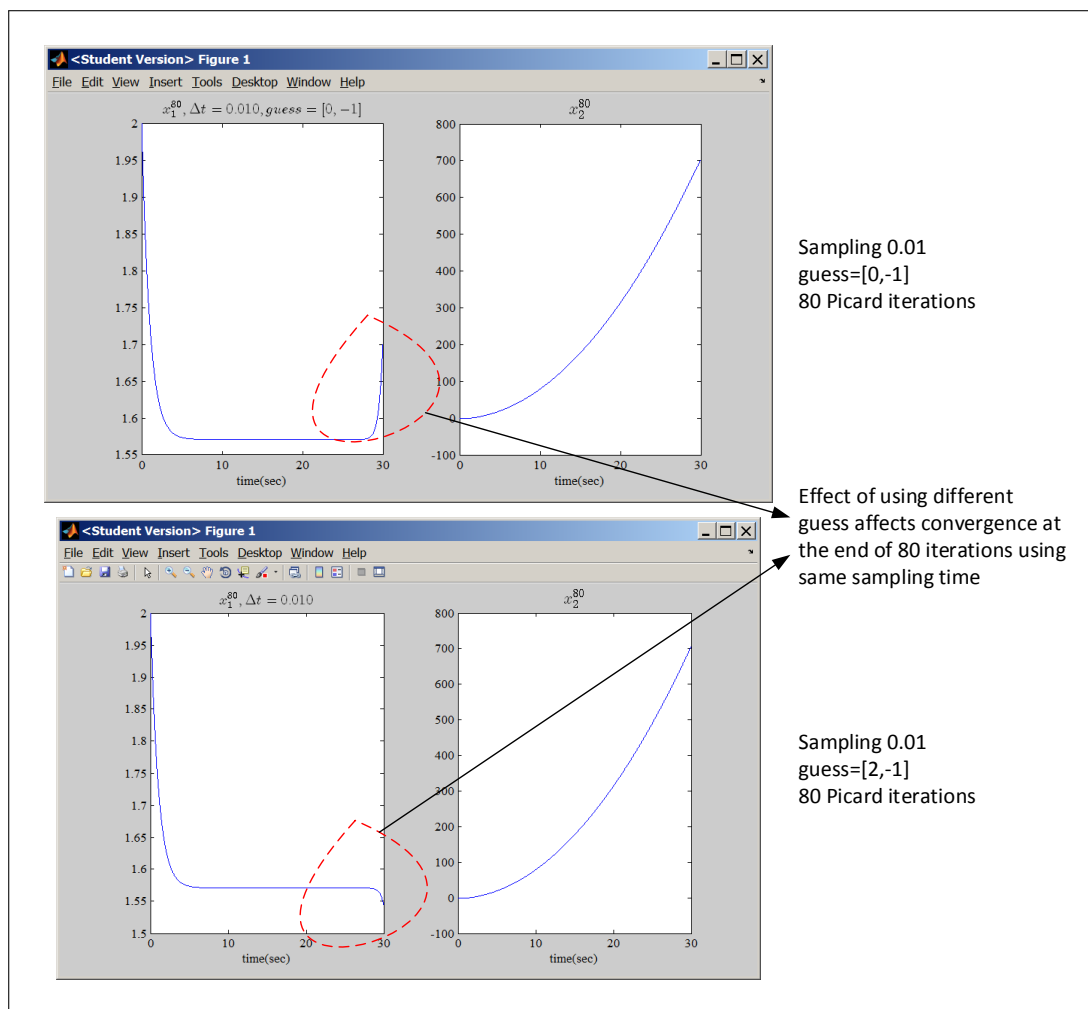 <Student Version> Figure 1
File Edit View Insert Tools Desktop Window Help
x_1^{80}, Δt = 0.010, guess = [0, −1]
x_2^{80}
2
1.95
1.9
1.85
1.8
1.75
1.7
1.65
1.6
1.55
0 10 20 30
time(sec)
800
700
600
500
400
300
200
100
0
-100
0 10 20 30
time(sec)
Sampling 0.01
guess=[0,-1]
80 Picard iterations
Effect of using different
guess affects convergence at
the end of 80 iterations using
same sampling time
<Student Version> Figure 1
File Edit View Insert Tools Desktop Window Help
x_1^{80}, Δt = 0.010
x_2^{80}
2
1.95
1.9
1.85
1.8
1.75
1.7
1.65
1.6
1.55
1.5
0 10 20 30
time(sec)
800
700
600
500
400
300
200
100
0
-100
0 10 20 30
time(sec)
Sampling 0.01
guess=[2,-1]
80 Picard iterations